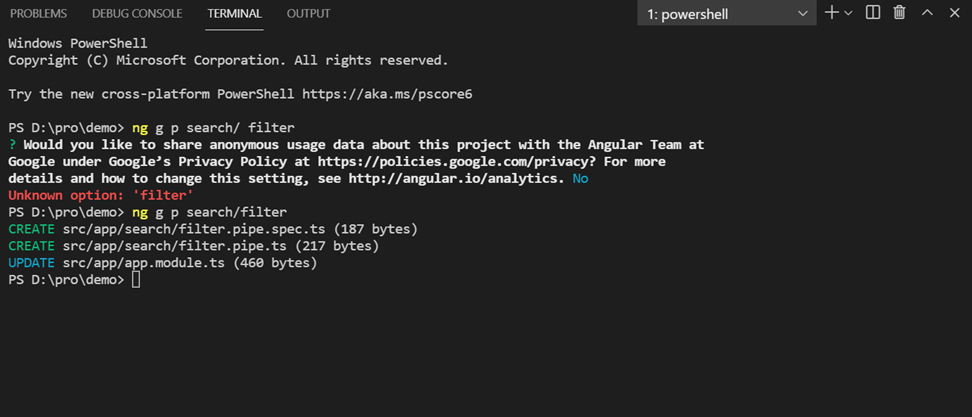 PROBLEMS DEBUG CONSOLE TERMINAL OUTPUT 1: powershell
Windows PowerShell
Copyright (C) Microsoft Corporation. All rights reserved.
Try the new cross-platform PowerShell https://aka.ms/pscore6
PS D:\pro\demo> ng g p search/ filter
? Would you like to share anonymous usage data about this project with the Angular Team at
Google under Google’s Privacy Policy at https://policies.google.com/privacy? For more
details and how to change this setting, see http://angular.io/analytics. No
Unknown option: 'filter'
PS D:\pro\demo> ng g p search/filter
CREATE src/app/search/filter.pipe.spec.ts (187 bytes)
CREATE src/app/search/filter.pipe.ts (217 bytes)
UPDATE src/app/app.module.ts (460 bytes)
PS D:\pro\demo>